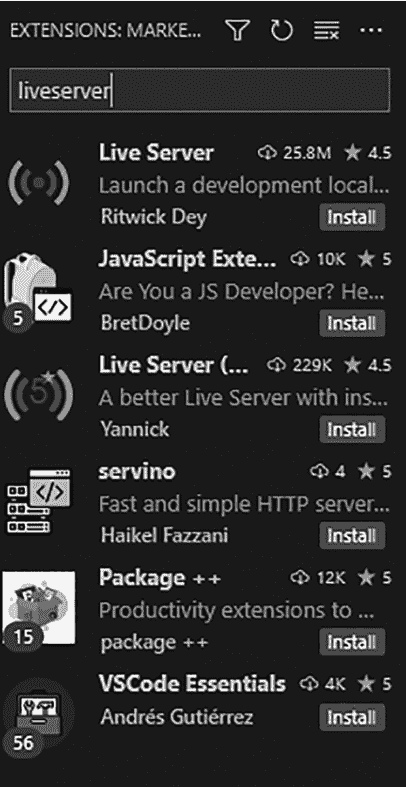 EXTENSIONS: MARKE...
liveserver
Live Server 25.8M ★ 4.5
Launch a development local...
Ritwick Dey Install
JavaScript Exte... 10K ★ 5
Are You a JS Developer? He...
5
BretDoyle Install
Live Server (... 229K ★ 4.5
5
A better Live Server with ins...
Yannick Install
servino 4 ★ 5
Fast and simple HTTP server...
Haikel Fazzani Install
Package ++ 12K ★ 5
Productivity extensions to ...
15
package ++ Install
VSCode Essentials 4K ★ 5
Andrés Gutiérrez Install
56